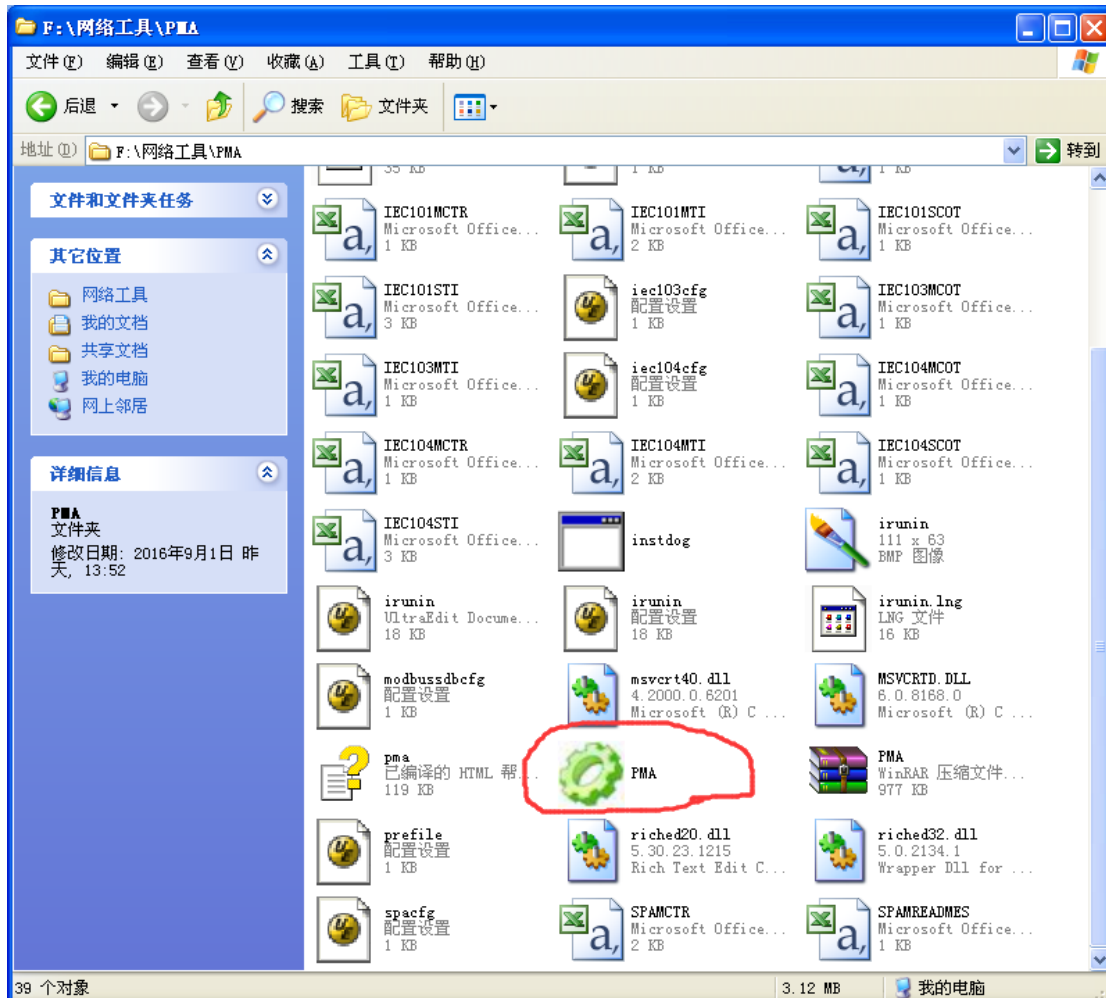 F:\网络工具\PMA
文件(F) 编辑(E) 查看(V) 收藏(A) 工具(T) 帮助(H)
后退 搜索 文件夹
地址(D) F:\网络工具\PMA 转到
文件和文件夹任务
其它位置
网络工具
我的文档
共享文档
我的电脑
网上邻居
详细信息
PMA
文件夹
修改日期: 2016年9月1日 昨
天, 13:52
35 KB
1 KB
1 KB
IEC101MCTR
Microsoft Office...
1 KB
IEC101MTI
Microsoft Office...
2 KB
IEC101SCOT
Microsoft Office...
1 KB
IEC101STI
Microsoft Office...
3 KB
iec103cfg
配置设置
1 KB
IEC103MCOT
Microsoft Office...
1 KB
IEC103MTI
Microsoft Office...
1 KB
iec104cfg
配置设置
1 KB
IEC104MCOT
Microsoft Office...
1 KB
IEC104MCTR
Microsoft Office...
1 KB
IEC104MTI
Microsoft Office...
2 KB
IEC104SCOT
Microsoft Office...
1 KB
IEC104STI
Microsoft Office...
3 KB
instdog
irunin
111 x 63
BMP 图像
irunin
UltraEdit Docume...
18 KB
irunin
配置设置
18 KB
irunin.lng
LNG 文件
16 KB
modbussdbcfg
配置设置
1 KB
msvcrt40.dll
4.2000.0.6201
Microsoft (R) C ...
MSVCRTD.DLL
6.0.8168.0
Microsoft (R) C ...
pma
已编译的 HTML 帮...
119 KB
PMA
PMA
WinRAR 压缩文件...
977 KB
prefile
配置设置
1 KB
riched20.dll
5.30.23.1215
Rich Text Edit C...
riched32.dll
5.0.2134.1
Wrapper Dll for ...
spacfg
配置设置
1 KB
SPAMCTR
Microsoft Office...
2 KB
SPAMREADMES
Microsoft Office...
1 KB
39 个对象 3.12 MB 我的电脑